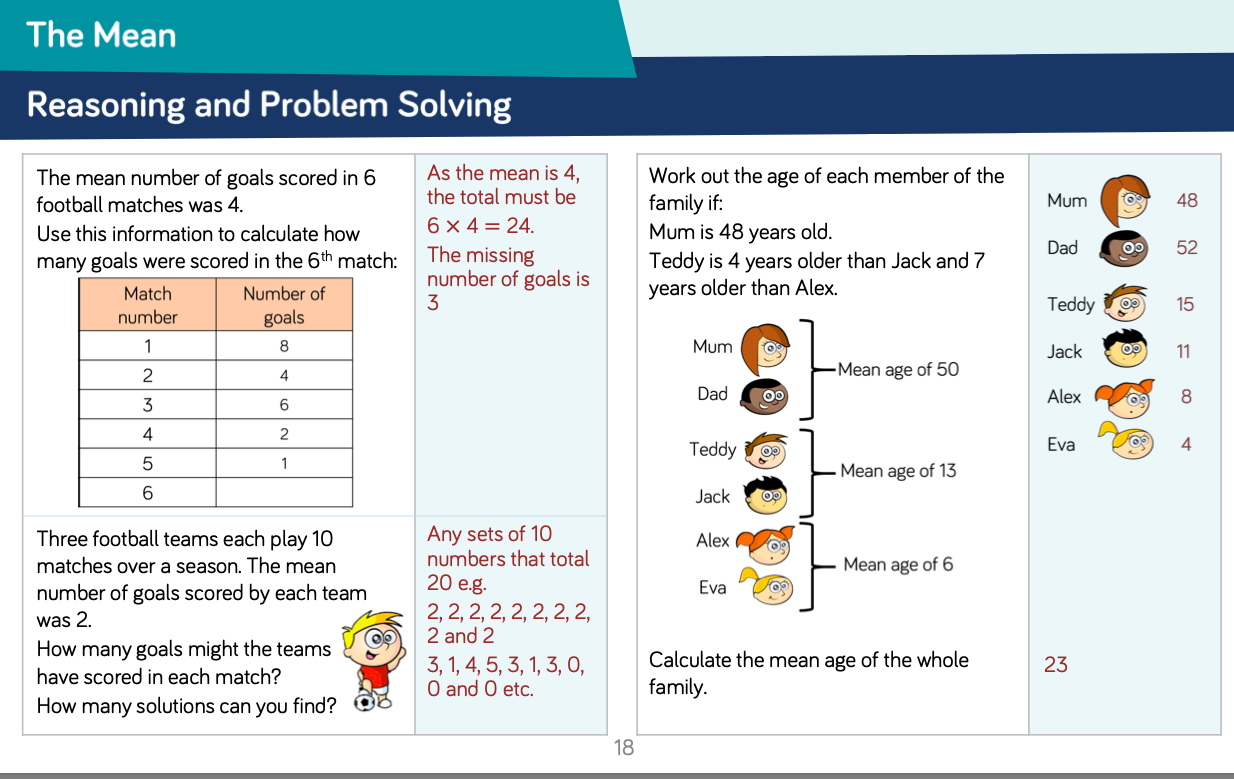 The Mean
Reasoning and Problem Solving
The mean number of goals scored in 6
football matches was 4.
Use this information to calculate how
many goals were scored in the 6th match:
Match number Number of goals
1 8
2 4
3 6
4 2
5 1
6
As the mean is 4,
the total must be
6 × 4 = 24.
The missing
number of goals is
3
Three football teams each play 10
matches over a season. The mean
number of goals scored by each team
was 2.
How many goals might the teams
have scored in each match?
How many solutions can you find?
Any sets of 10
numbers that total
20 e.g.
2, 2, 2, 2, 2, 2, 2, 2,
2 and 2
3, 1, 4, 5, 3, 1, 3, 0,
0 and 0 etc.
Work out the age of each member of the
family if:
Mum is 48 years old.
Teddy is 4 years older than Jack and 7
years older than Alex.
Mum
Dad
Mean age of 50
Teddy
Jack
Mean age of 13
Alex
Eva
Mean age of 6
Calculate the mean age of the whole
family.
Mum 48
Dad 52
Teddy 15
Jack 11
Alex 8
Eva 4
23
18